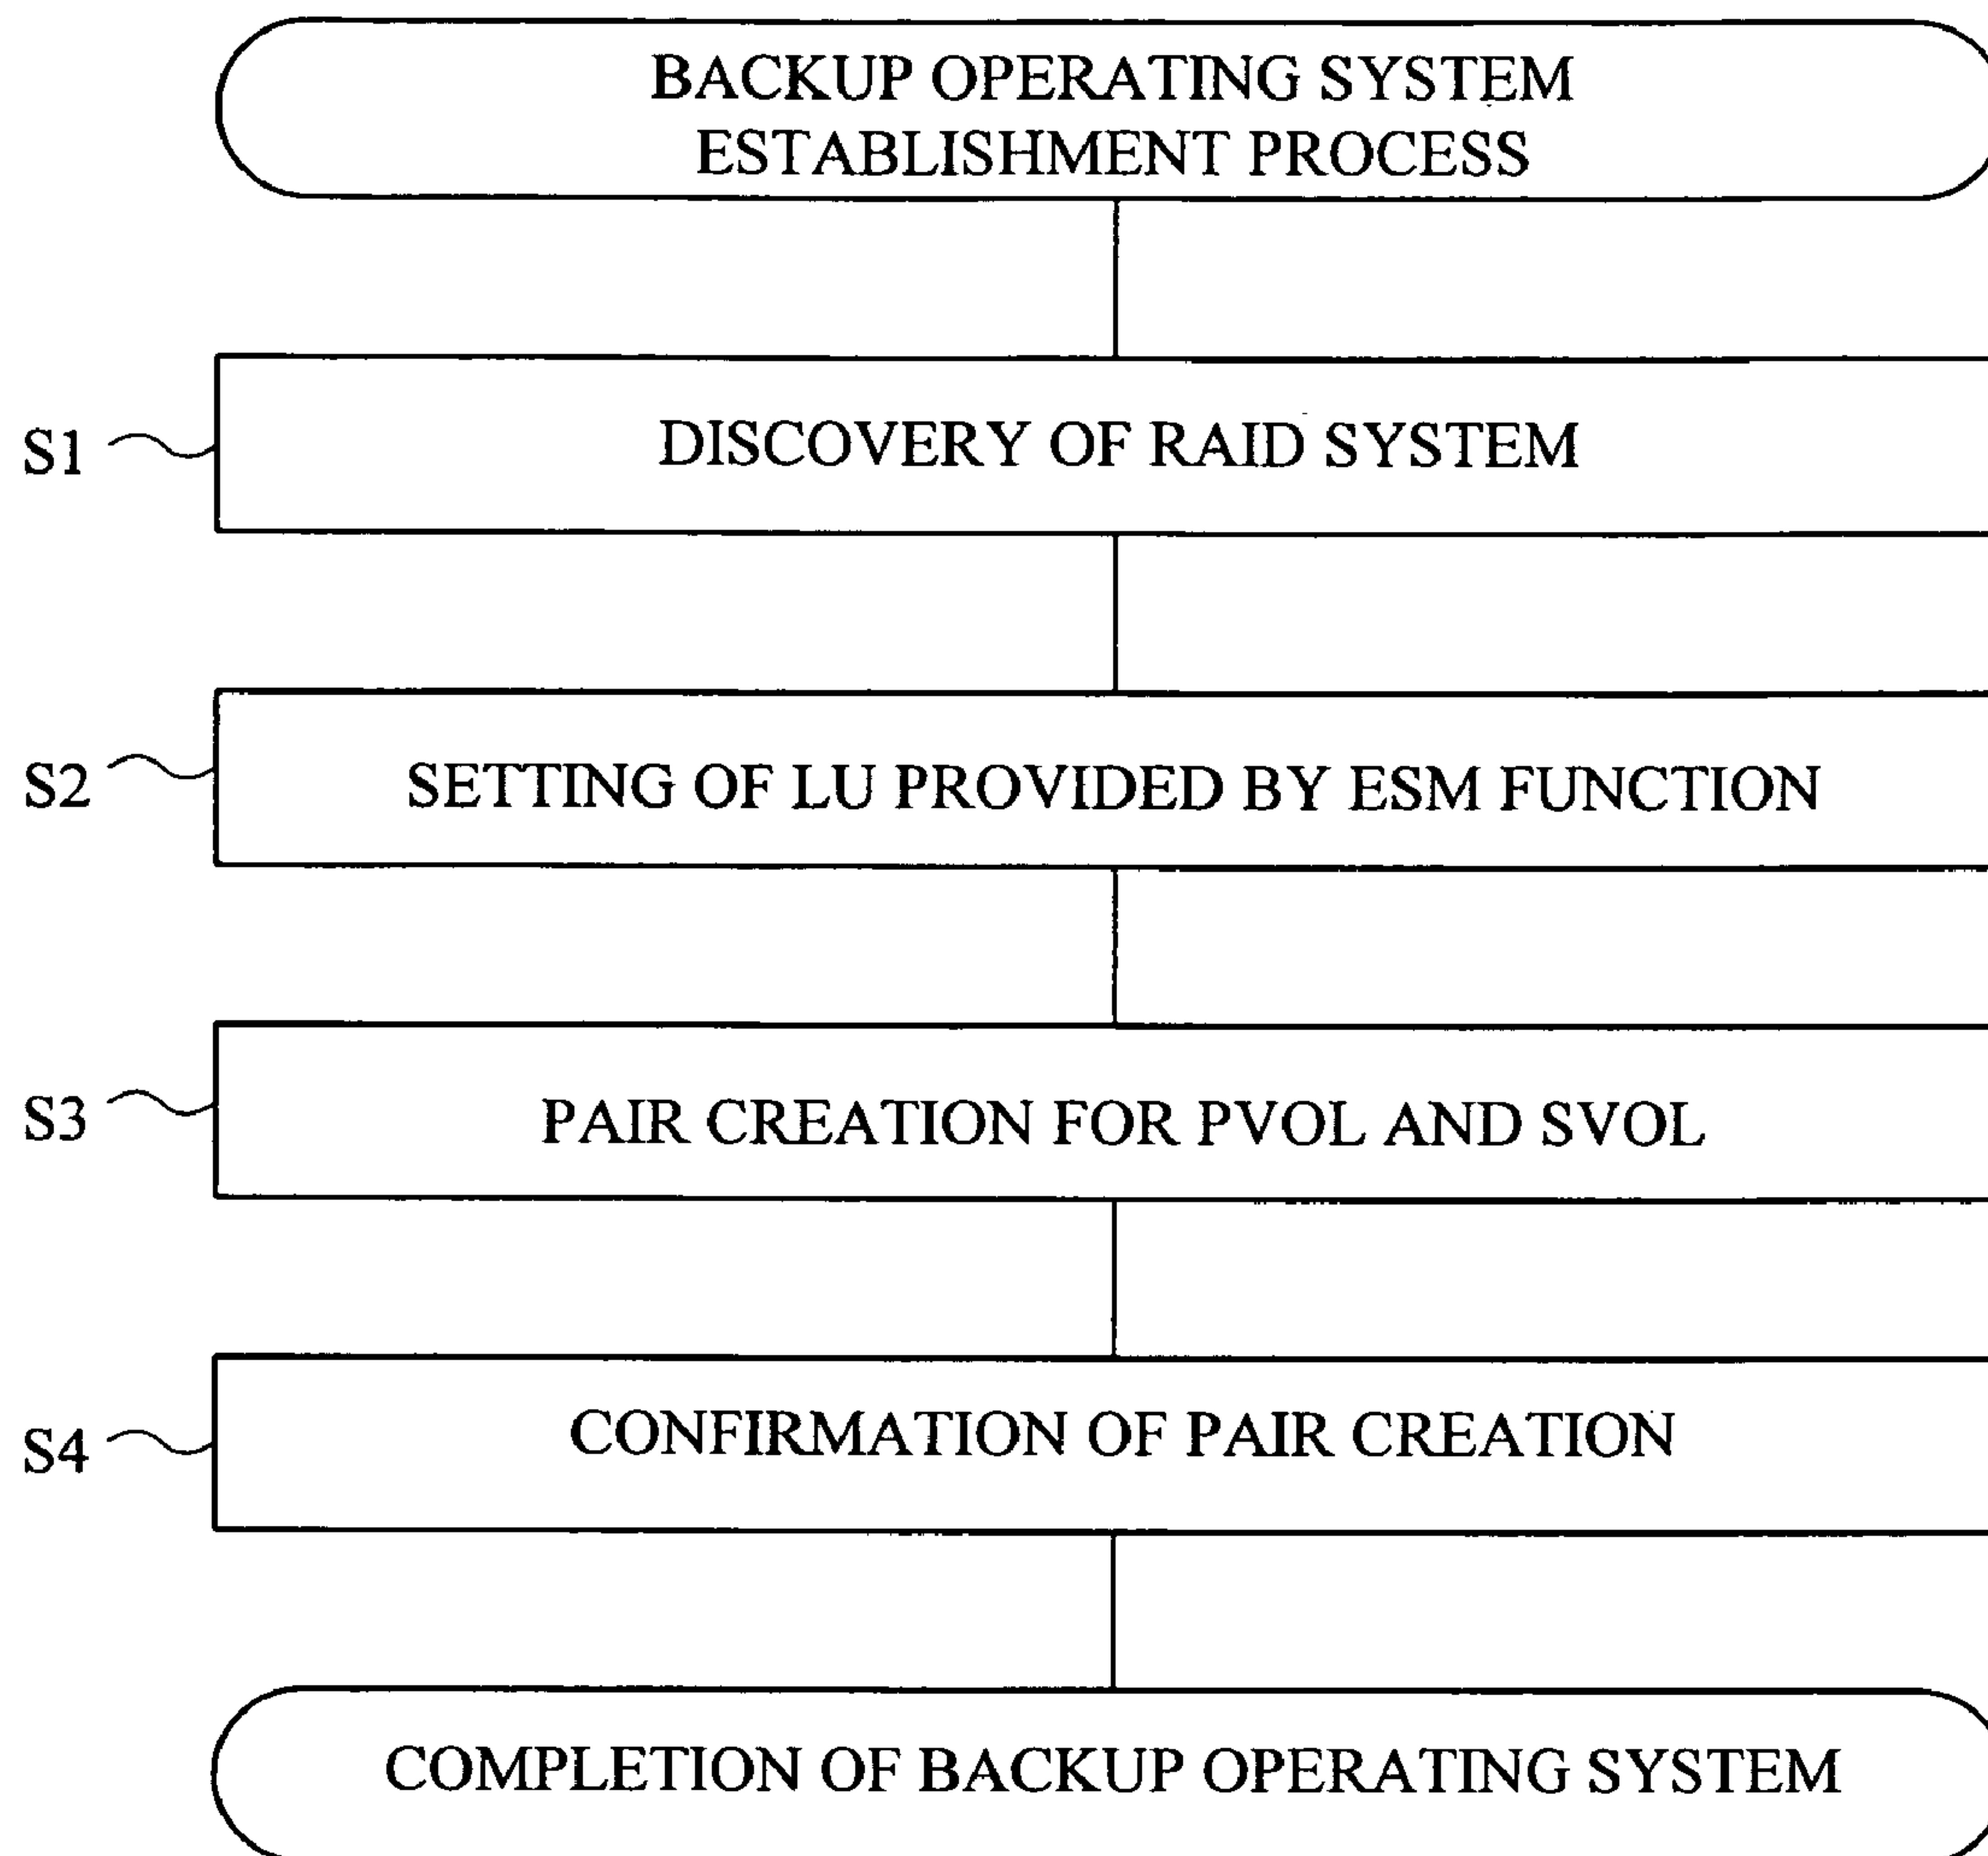 BACKUP OPERATING SYSTEM
ESTABLISHMENT PROCESS
S1
DISCOVERY OF RAID SYSTEM
S2
SETTING OF LU PROVIDED BY ESM FUNCTION
S3
PAIR CREATION FOR PVOL AND SVOL
S4
CONFIRMATION OF PAIR CREATION
COMPLETION OF BACKUP OPERATING SYSTEM